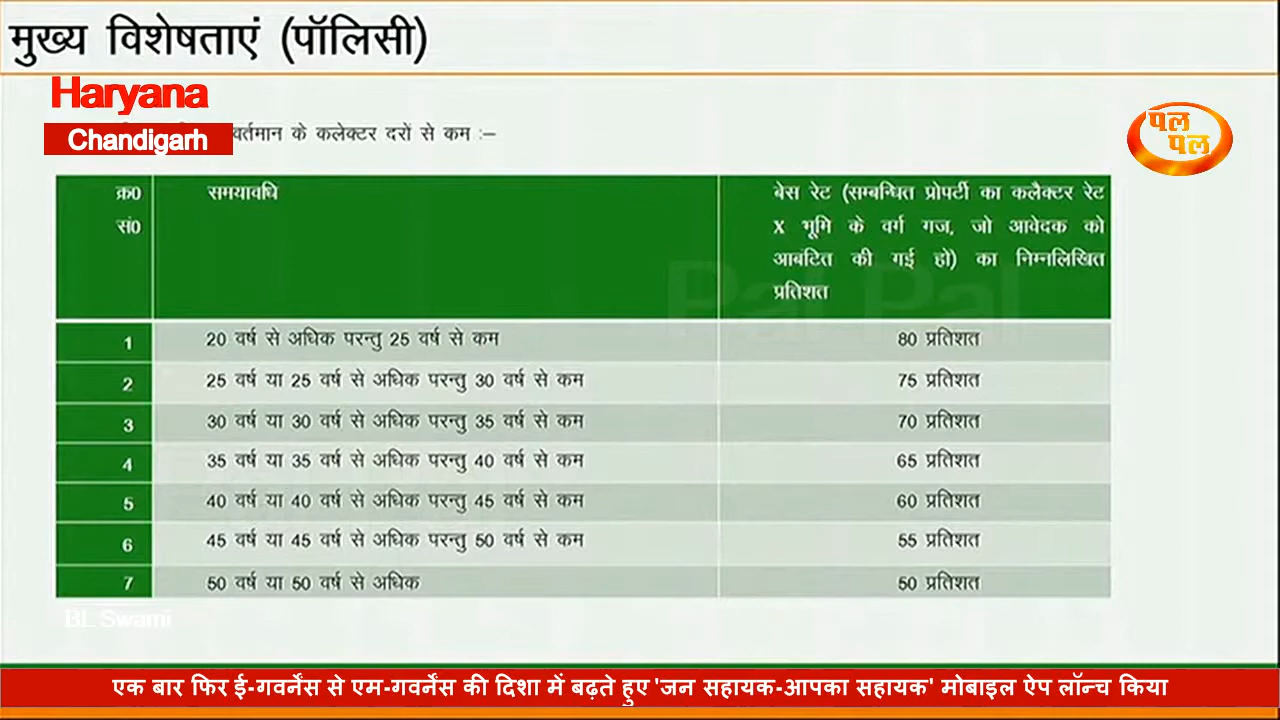 मुख्य विशेषताएं (पॉलिसी)
Haryana
Chandigarh
वर्तमान के कलेक्टर दरों से कम :–
पल
पल
क्र0
सं0
समयावधि
बेस रेट (सम्बन्धित प्रोपर्टी का कलैक्टर रेट
X भूमि के वर्ग गज, जो आवेदक को
आबंटित की गई हो) का निम्नलिखित
प्रतिशत
Pal Pal
1 20 वर्ष से अधिक परन्तु 25 वर्ष से कम 80 प्रतिशत
2 25 वर्ष या 25 वर्ष से अधिक परन्तु 30 वर्ष से कम 75 प्रतिशत
3 30 वर्ष या 30 वर्ष से अधिक परन्तु 35 वर्ष से कम 70 प्रतिशत
4 35 वर्ष या 35 वर्ष से अधिक परन्तु 40 वर्ष से कम 65 प्रतिशत
5 40 वर्ष या 40 वर्ष से अधिक परन्तु 45 वर्ष से कम 60 प्रतिशत
6 45 वर्ष या 45 वर्ष से अधिक परन्तु 50 वर्ष से कम 55 प्रतिशत
7 50 वर्ष या 50 वर्ष से अधिक 50 प्रतिशत
BL Swami
एक बार फिर ई-गवर्नेंस से एम-गवर्नेंस की दिशा में बढ़ते हुए 'जन सहायक-आपका सहायक' मोबाइल ऐप लॉन्च किया